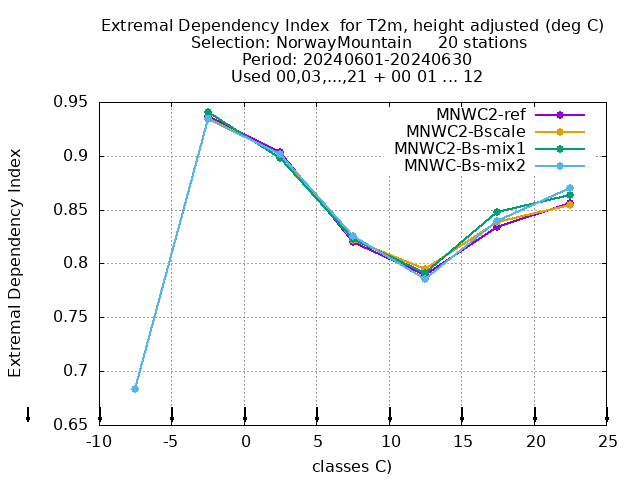 Extremal Dependency Index  for T2m, height adjusted (deg C)
Selection: NorwayMountain     20 stations
Period: 20240601-20240630
Used 00,03,...,21 + 00 01 ... 12
MNWC2-ref
MNWC2-Bscale
MNWC2-Bs-mix1
MNWC-Bs-mix2
Extremal Dependency Index
0.95
0.9
0.85
0.8
0.75
0.7
0.65
-10 -5 0 5 10 15 20 25
classes C)